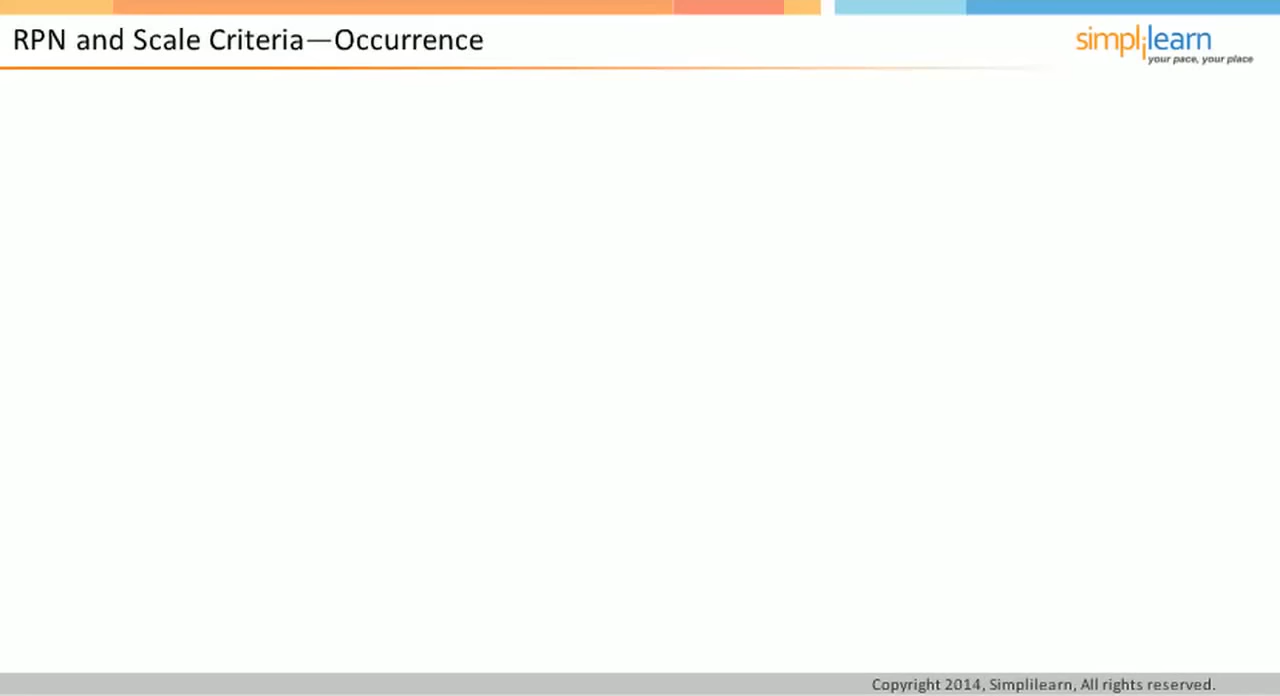 RPN and Scale Criteria—Occurrence
simplilearn
your pace, your place
Copyright 2014, Simplilearn, All rights reserved.